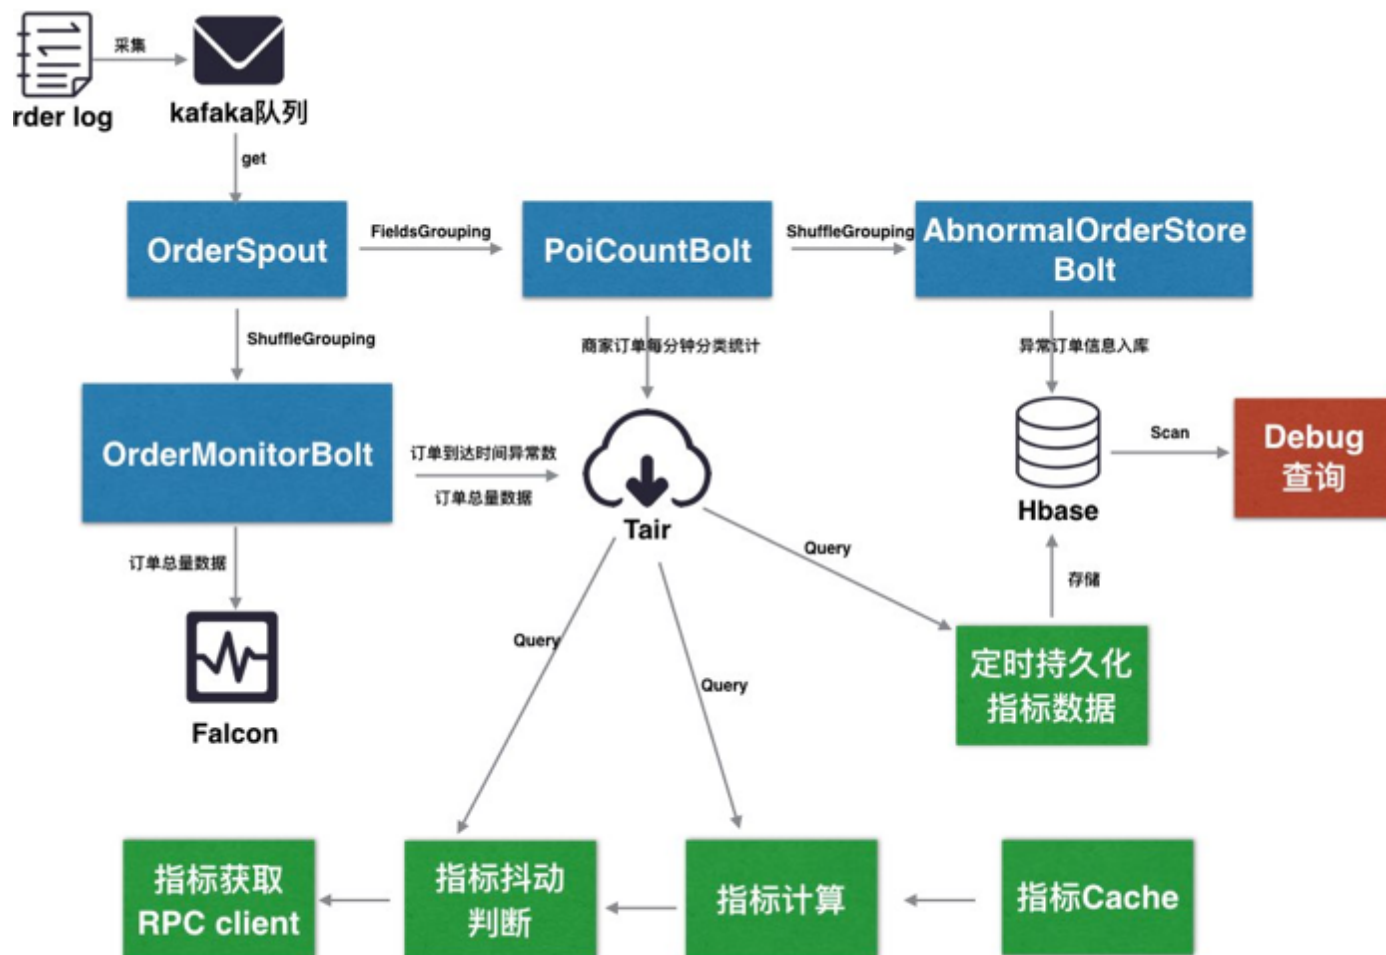 采集
rder log
kafaka队列
get
OrderSpout
FieldsGrouping
PoiCountBolt
ShuffleGrouping
AbnormalOrderStore
Bolt
ShuffleGrouping
商家订单每分钟分类统计
异常订单信息入库
OrderMonitorBolt
订单到达时间异常数
订单总量数据
Tair
Hbase
Scan
Debug
查询
订单总量数据
Falcon
Query
Query
Query
存储
定时持久化
指标数据
指标获取
RPC client
指标抖动
判断
指标计算
指标Cache